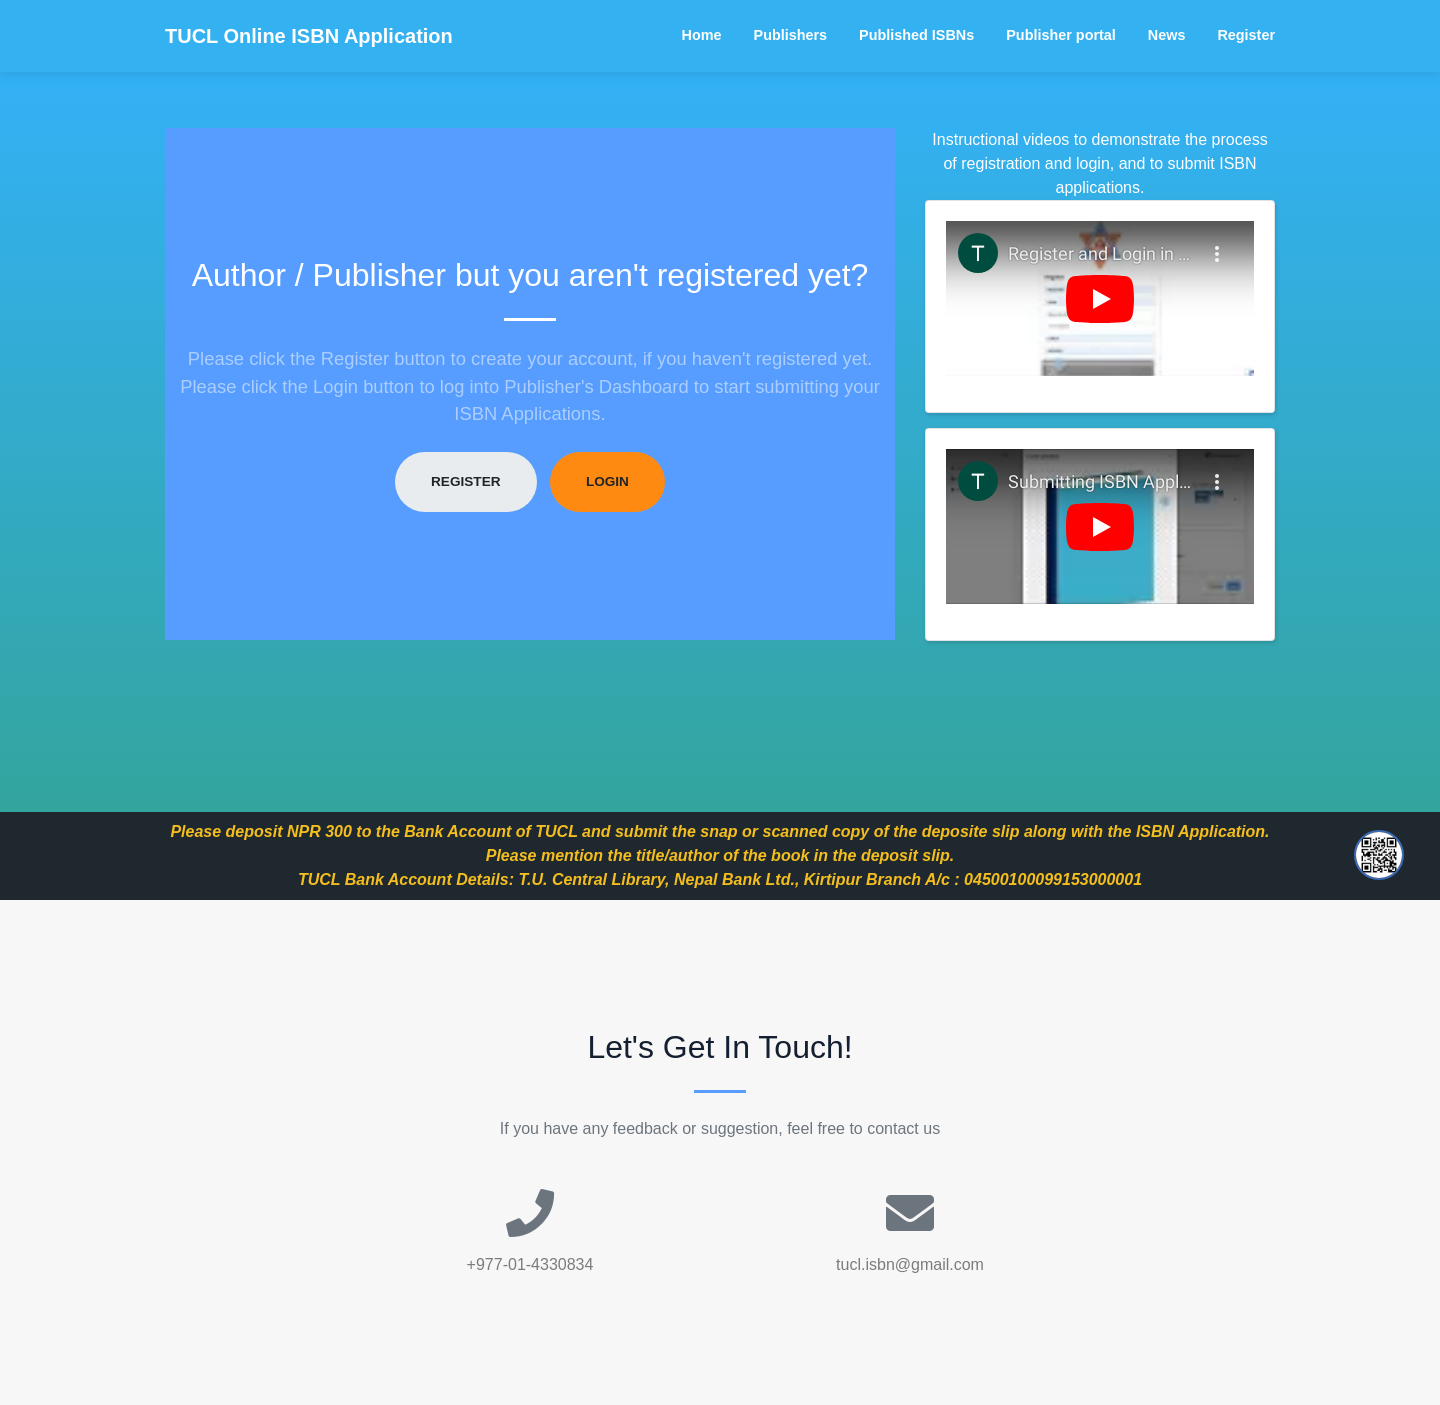 TUCL Online ISBN Application
Home Publishers Published ISBNs Publisher portal News Register
Author / Publisher but you aren't registered yet?
Please click the Register button to create your account, if you haven't registered yet.
Please click the Login button to log into Publisher's Dashboard to start submitting your
ISBN Applications.
REGISTER LOGIN
Instructional videos to demonstrate the process
of registration and login, and to submit ISBN
applications.
T Register and Login in ...
T Submitting ISBN Appl...
Please deposit NPR 300 to the Bank Account of TUCL and submit the snap or scanned copy of the deposite slip along with the ISBN Application.
Please mention the title/author of the book in the deposit slip.
TUCL Bank Account Details: T.U. Central Library, Nepal Bank Ltd., Kirtipur Branch A/c : 04500100099153000001
Let's Get In Touch!
If you have any feedback or suggestion, feel free to contact us
+977-01-4330834
tucl.isbn@gmail.com